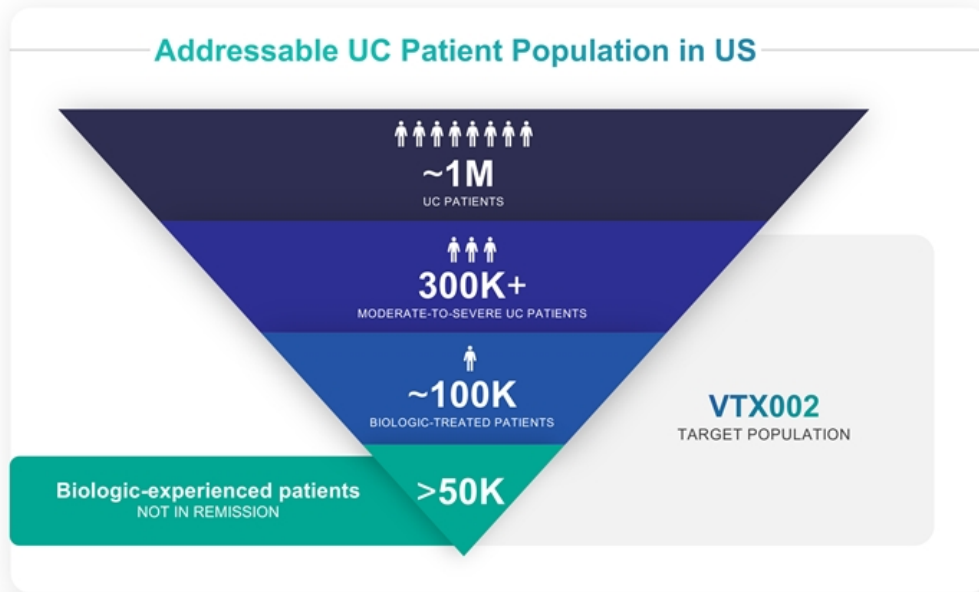 Addressable UC Patient Population in US
~1M
UC PATIENTS
300K+
MODERATE-TO-SEVERE UC PATIENTS
~100K
BIOLOGIC-TREATED PATIENTS
VTX002
TARGET POPULATION
Biologic-experienced patients
NOT IN REMISSION
>50K